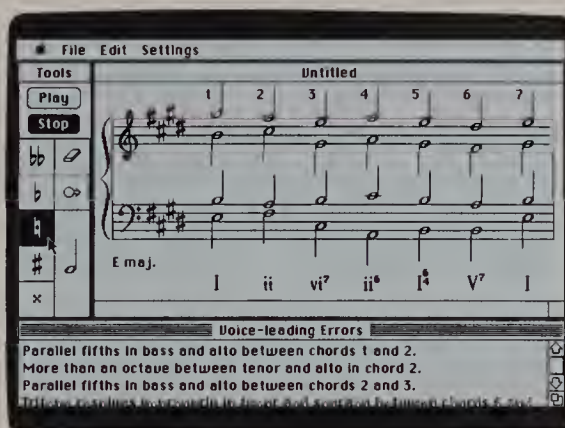 File Edit Settings
Tools
Untitled
Play
Stop
1 2 3 4 5 6 7
E maj.
I ii vi⁷ ii⁶ I⁶₄ V⁷ I
Voice-leading Errors
Parallel fifths in bass and alto between chords 1 and 2.
More than an octave between tenor and alto in chord 2.
Parallel fifths in bass and alto between chords 2 and 3.